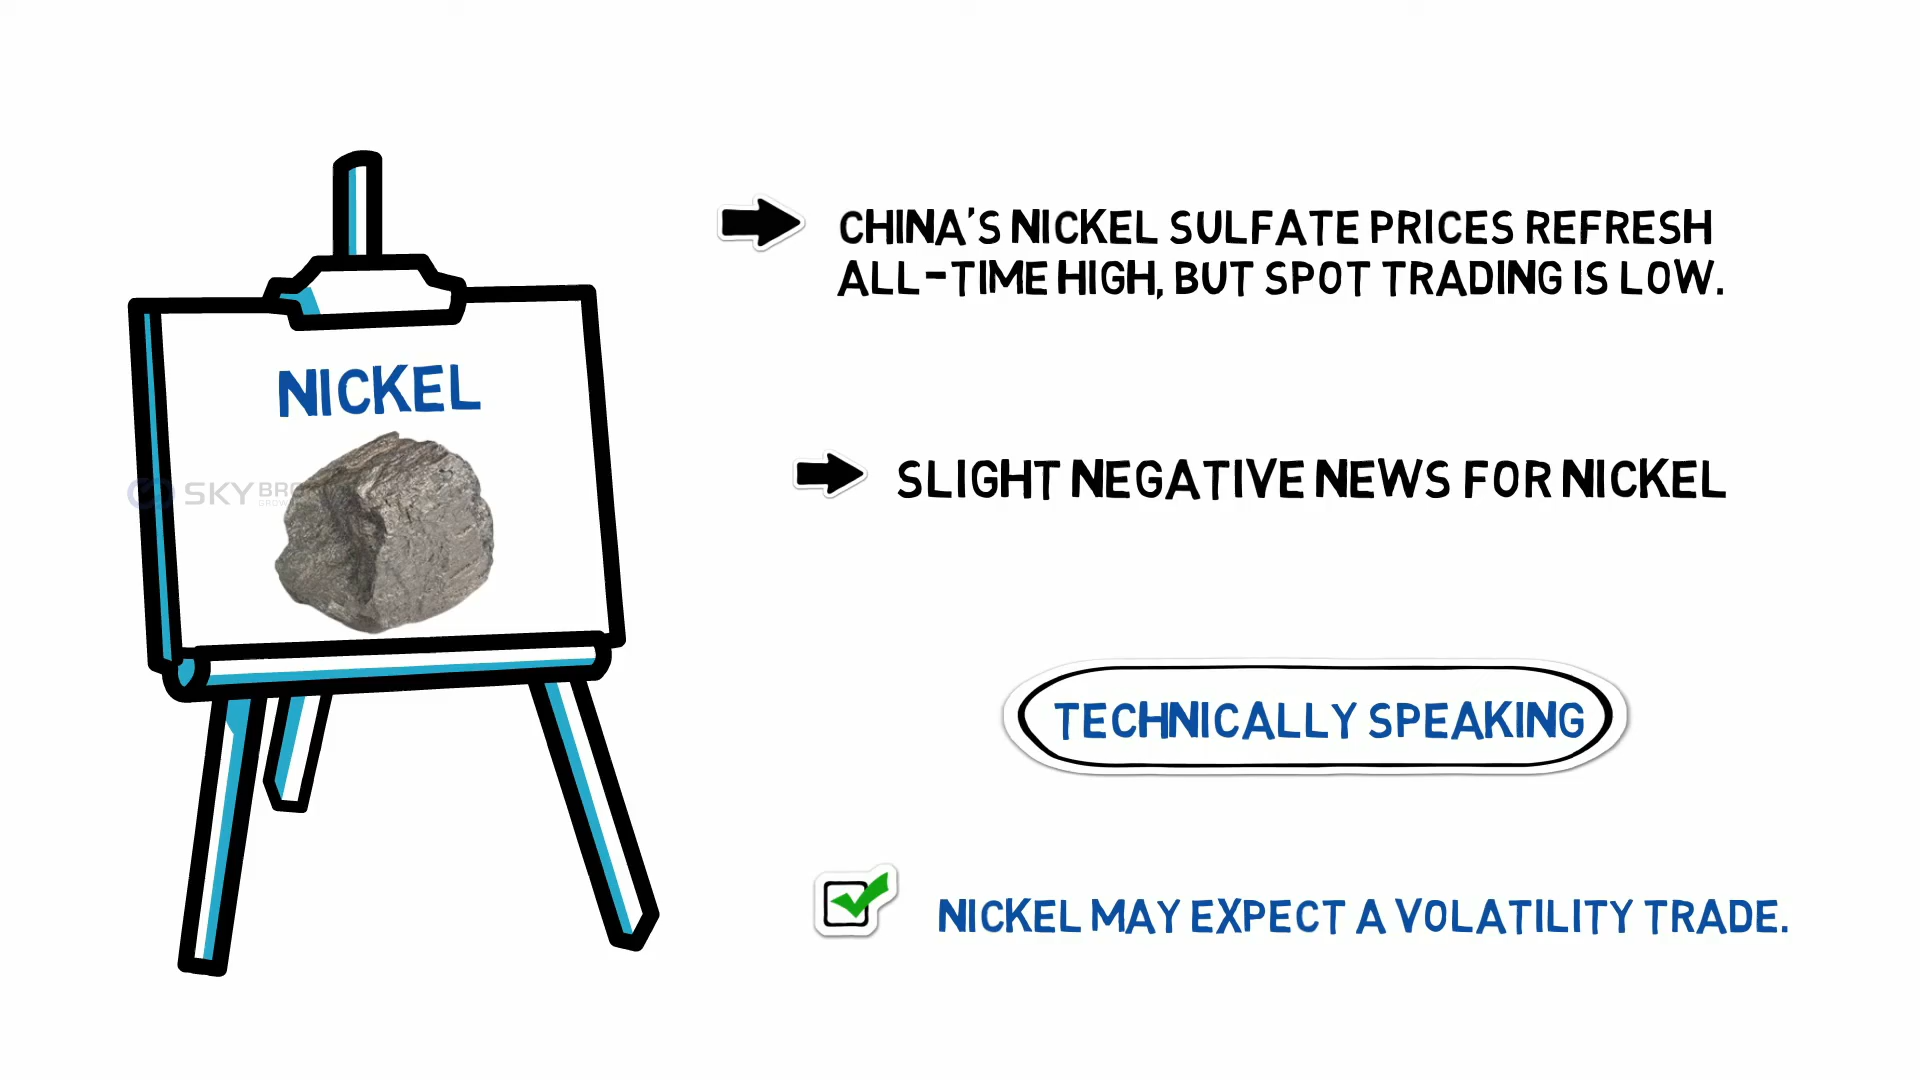 CHINA'S NICKEL SULFATE PRICES REFRESH
ALL-TIME HIGH, BUT SPOT TRADING IS LOW.
NICKEL
SKY
SLIGHT NEGATIVE NEWS FOR NICKEL
TECHNICALLY SPEAKING
NICKEL MAY EXPECT A VOLATILITY TRADE.